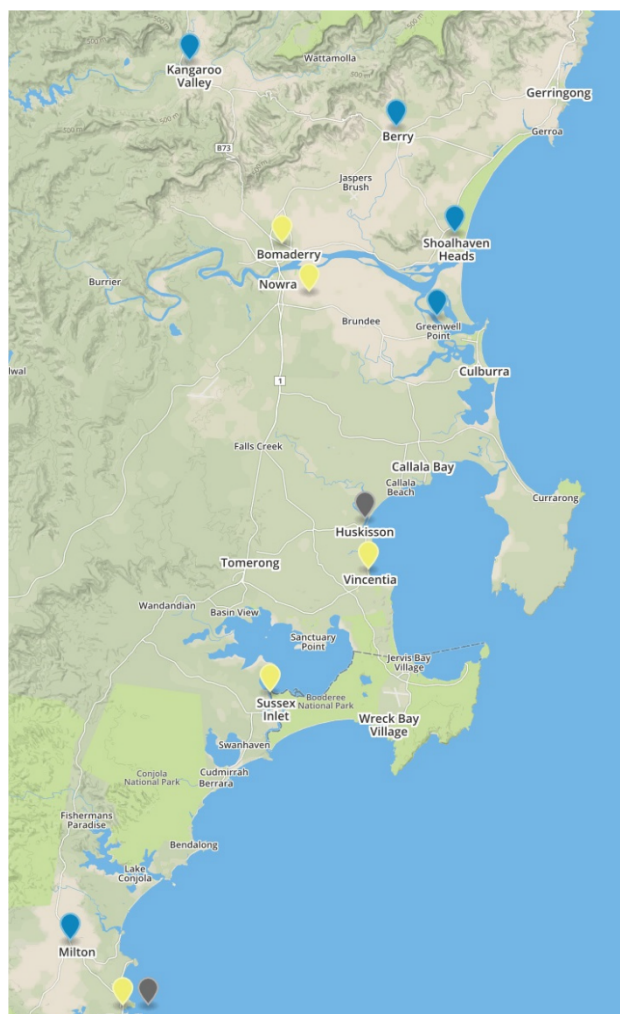 Wattamolla
Kangaroo
Valley
500 m
500 m
Gerringong
Berry
Gerroa
B73
Jaspers
Brush
Shoalhaven
Heads
Bomaderry
Burrier
Nowra
Brundee
Greenwell
Point
lwal
Culburra
1
Falls Creek
Callala Bay
Callala
Beach
Currarong
Huskisson
Tomerong
Vincentia
Wandandian
Basin View
Sanctuary
Point
Jervis Bay
Village
Sussex
Inlet
Booderee
National Park
Wreck Bay
Village
Swanhaven
Conjola
National Park
Cudmirrah
Berrara
Fishermans
Paradise
Bendalong
Lake
Conjola
Milton